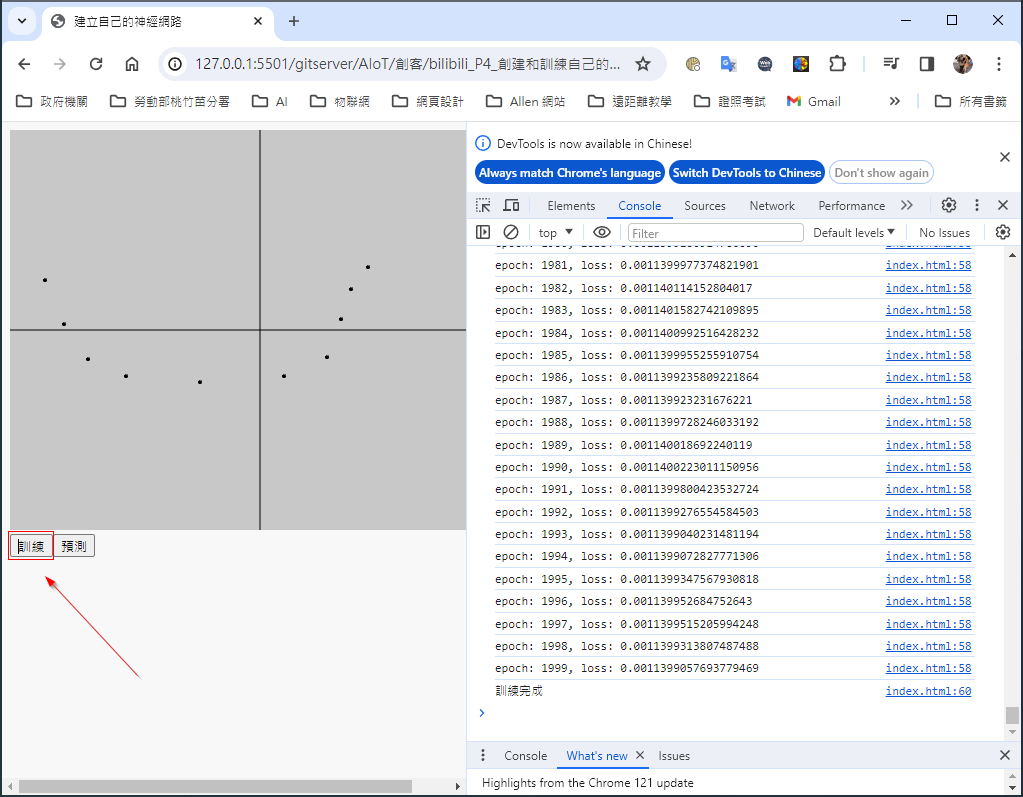 建立自己的神經網路
127.0.0.1:5501/gitserver/AIoT/創客/bilibili_P4_創建和訓練自己的...
政府機關 勞動部桃竹苗分署 AI 物聯網 網頁設計 Allen 網站 遠距離教學 證照考試 Gmail 所有書籤
DevTools is now available in Chinese!
Always match Chrome's language Switch DevTools to Chinese Don't show again
Elements Console Sources Network Performance
top Filter Default levels No Issues
epoch: 1981, loss: 0.0011399977374821901 index.html:58
epoch: 1982, loss: 0.001140114152804017 index.html:58
epoch: 1983, loss: 0.0011401582742109895 index.html:58
epoch: 1984, loss: 0.0011400992516428232 index.html:58
epoch: 1985, loss: 0.0011399955255910754 index.html:58
epoch: 1986, loss: 0.0011399235809221864 index.html:58
epoch: 1987, loss: 0.001139923231676221 index.html:58
epoch: 1988, loss: 0.0011399728246033192 index.html:58
epoch: 1989, loss: 0.001140018692240119 index.html:58
epoch: 1990, loss: 0.0011400223011150956 index.html:58
epoch: 1991, loss: 0.0011399800423532724 index.html:58
epoch: 1992, loss: 0.0011399276554584503 index.html:58
epoch: 1993, loss: 0.0011399040231481194 index.html:58
epoch: 1994, loss: 0.0011399072827771306 index.html:58
epoch: 1995, loss: 0.0011399347567930818 index.html:58
epoch: 1996, loss: 0.001139952684752643 index.html:58
epoch: 1997, loss: 0.0011399515205994248 index.html:58
epoch: 1998, loss: 0.0011399313807487488 index.html:58
epoch: 1999, loss: 0.0011399057693779469 index.html:58
訓練完成 index.html:60
訓練 預測
Console What's new Issues
Highlights from the Chrome 121 update